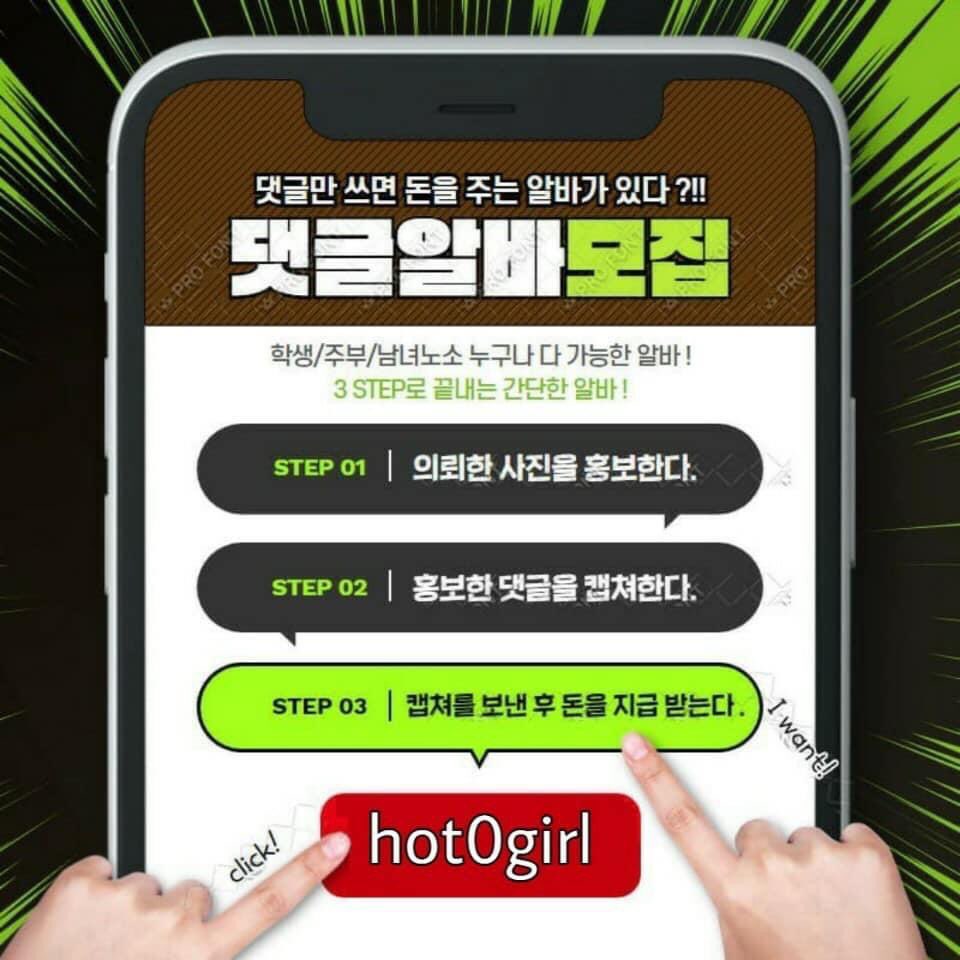 댓글만 쓰면 돈을 주는 알바가 있다 ?!!
댓글알바모집
학생/주부/남녀노소 누구나 다 가능한 알바 !
3 STEP로 끝내는 간단한 알바 !
STEP 01 | 의뢰한 사진을 홍보한다.
STEP 02 | 홍보한 댓글을 캡쳐한다.
STEP 03 | 캡쳐를 보낸 후 돈을 지급 받는다 .
I want!
click!
hot0girl